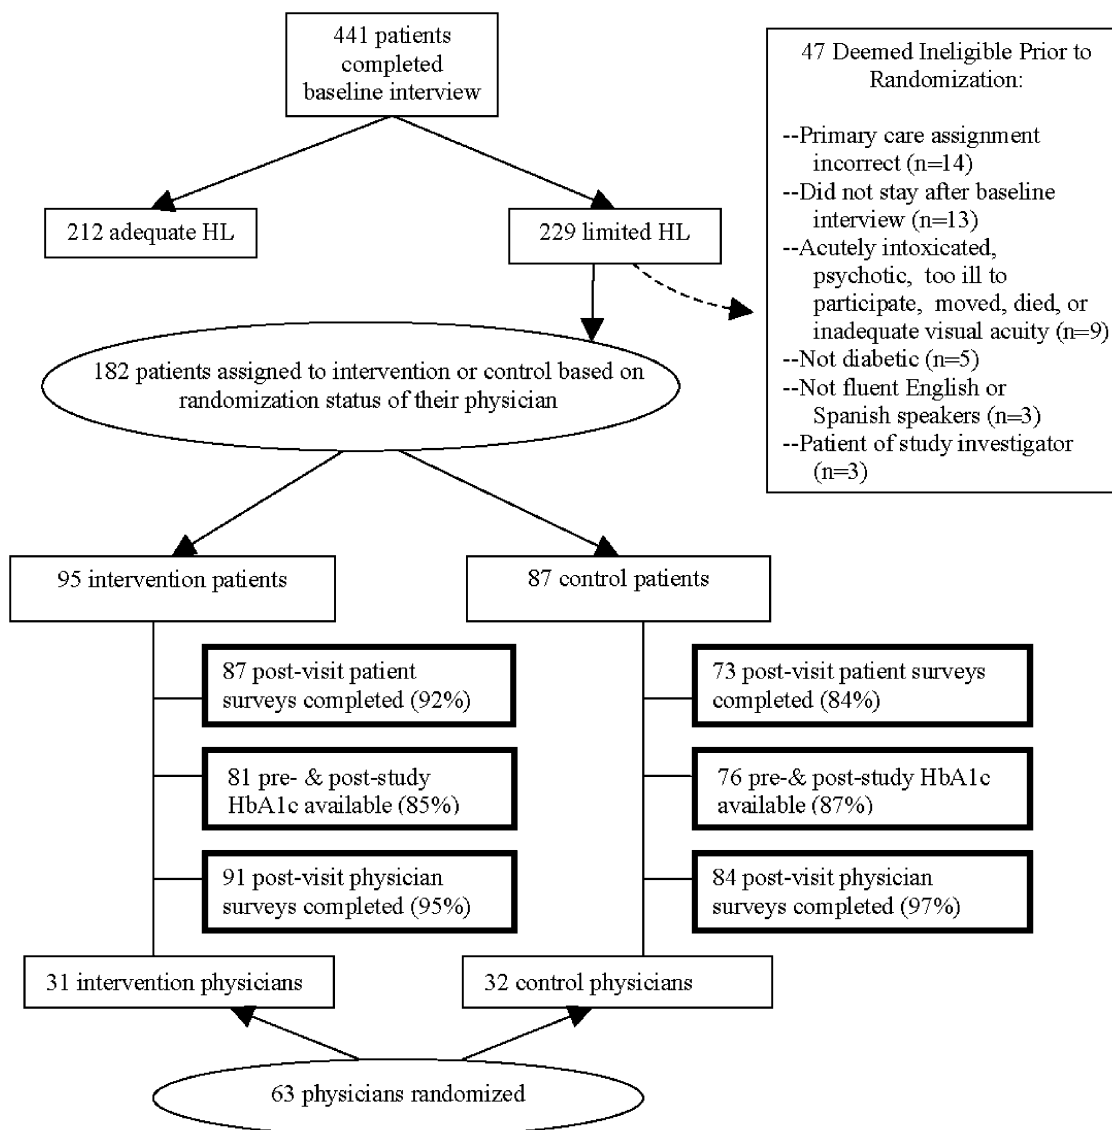 441 patients
completed
baseline interview
47 Deemed Ineligible Prior to
Randomization:
--Primary care assignment
incorrect (n=14)
--Did not stay after baseline
interview (n=13)
--Acutely intoxicated,
psychotic, too ill to
participate, moved, died, or
inadequate visual acuity (n=9)
--Not diabetic (n=5)
--Not fluent English or
Spanish speakers (n=3)
--Patient of study investigator
(n=3)
212 adequate HL
229 limited HL
182 patients assigned to intervention or control based on
randomization status of their physician
95 intervention patients
87 control patients
87 post-visit patient
surveys completed (92%)
73 post-visit patient surveys
completed (84%)
81 pre- & post-study
HbA1c available (85%)
76 pre-& post-study HbA1c
available (87%)
91 post-visit physician
surveys completed (95%)
84 post-visit physician
surveys completed (97%)
31 intervention physicians
32 control physicians
63 physicians randomized